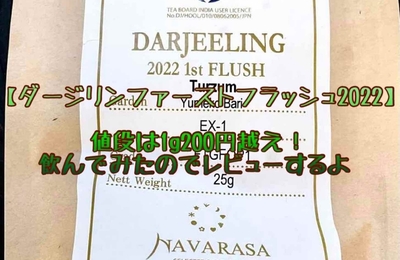 TEA BOARD INDIA USER LICENCE
DARJEELING
2022 1st FLUSH
【ダージリンファーストフラッシュ2022】
EX-1
値段は1g200円越え！
飲んでみたのでレビューするよ
Nett Weight 25g
NAVARASA